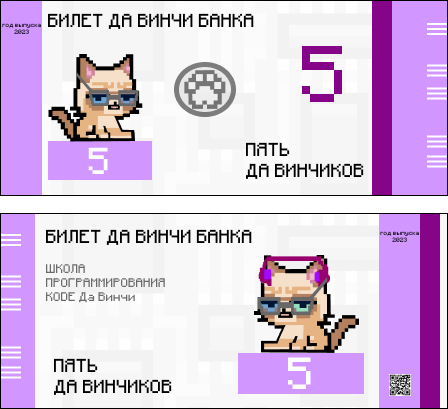 год выпуска
2023
БИЛЕТ ДА ВИНЧИ БАНКА
5
5
ПЯТЬ
ДА ВИНЧИКОВ
БИЛЕТ ДА ВИНЧИ БАНКА
год выпуска
2023
ШКОЛА
ПРОГРАММИРОВАНИЯ
KODE Да Винчи
ПЯТЬ
ДА ВИНЧИКОВ
5